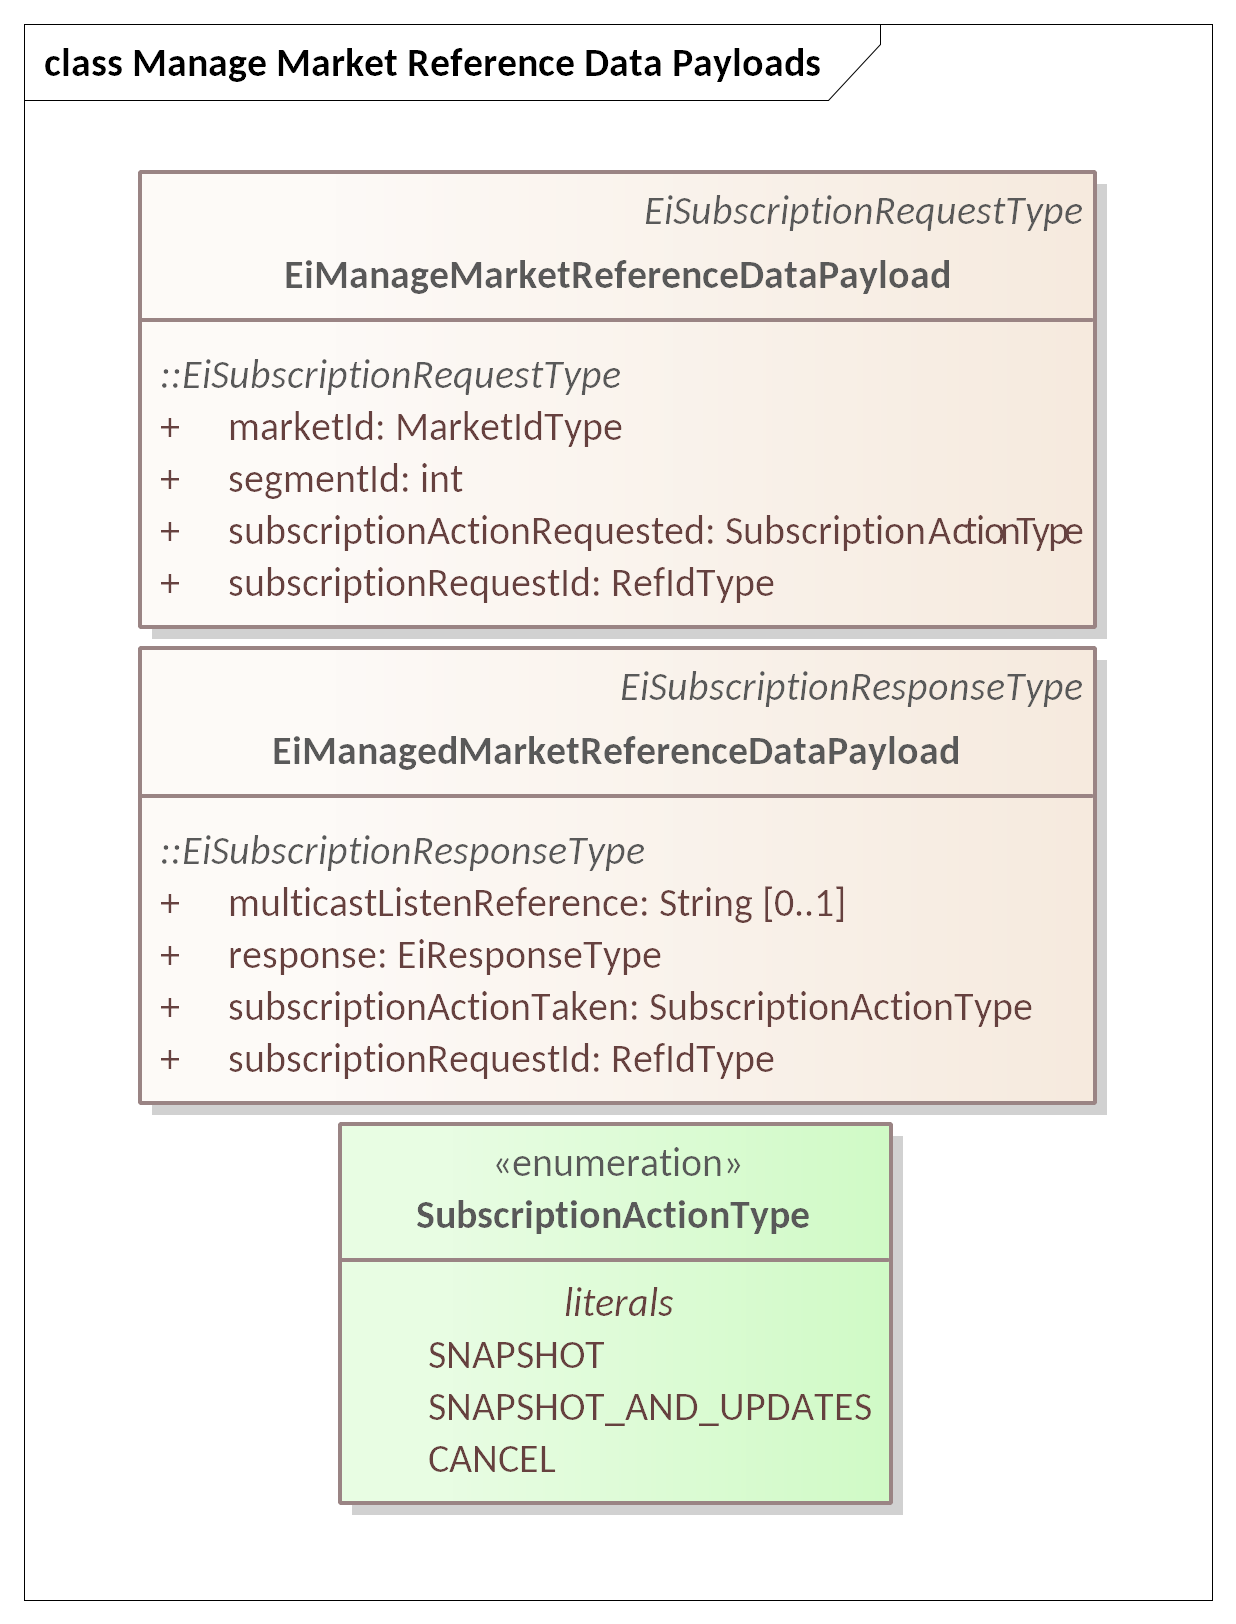 class Manage Market Reference Data Payloads
EiSubscriptionRequestType
EiManageMarketReferenceDataPayload
::EiSubscriptionRequestType
+ marketId: MarketIdType
+ segmentId: int
+ subscriptionActionRequested: SubscriptionActionType
+ subscriptionRequestId: RefIdType
EiSubscriptionResponseType
EiManagedMarketReferenceDataPayload
::EiSubscriptionResponseType
+ multicastListenReference: String [0..1]
+ response: EiResponseType
+ subscriptionActionTaken: SubscriptionActionType
+ subscriptionRequestId: RefIdType
«enumeration»
SubscriptionActionType
literals
SNAPSHOT
SNAPSHOT_AND_UPDATES
CANCEL